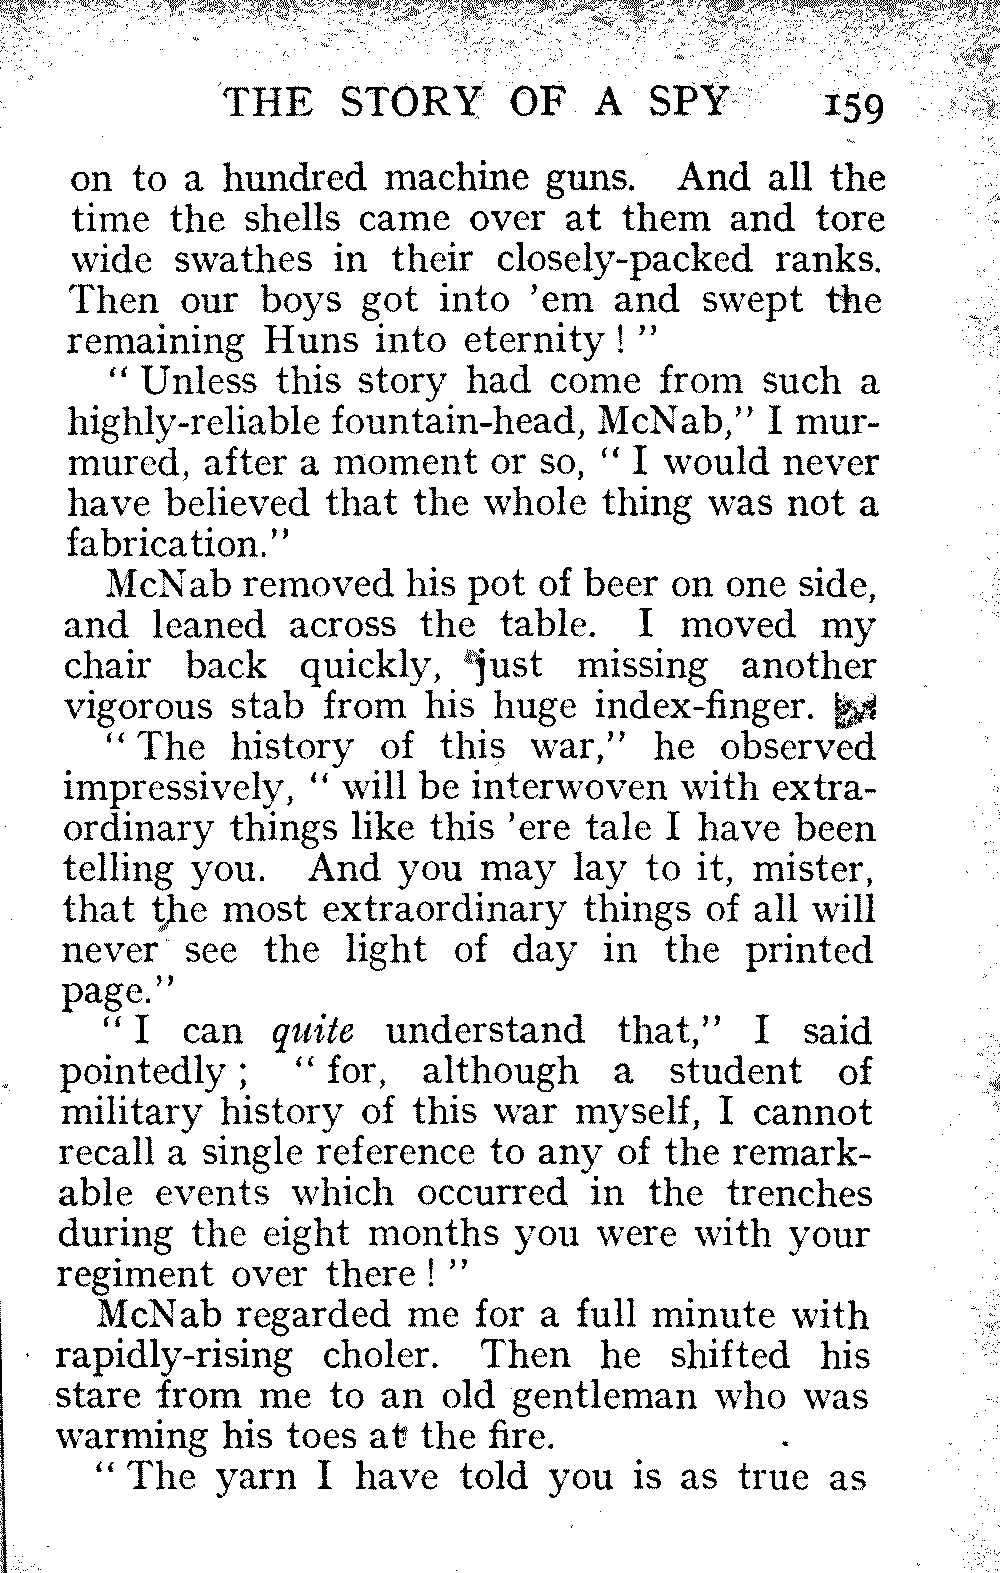 THE STORY OF A SPY 159
on to a hundred machine guns. And all the
time the shells came over at them and tore
wide swathes in their closely-packed ranks.
Then our boys got into 'em and swept the
remaining Huns into eternity ! "
" Unless this story had come from such a
highly-reliable fountain-head, McNab," I mur-
mured, after a moment or so, " I would never
have believed that the whole thing was not a
fabrication."
McNab removed his pot of beer on one side,
and leaned across the table. I moved my
chair back quickly, just missing another
vigorous stab from his huge index-finger.
" The history of this war," he observed
impressively, " will be interwoven with extra-
ordinary things like this 'ere tale I have been
telling you. And you may lay to it, mister,
that the most extraordinary things of all will
never see the light of day in the printed
page."
" I can quite understand that," I said
pointedly ; " for, although a student of
military history of this war myself, I cannot
recall a single reference to any of the remark-
able events which occurred in the trenches
during the eight months you were with your
regiment over there ! "
McNab regarded me for a full minute with
rapidly-rising choler. Then he shifted his
stare from me to an old gentleman who was
warming his toes at the fire.
" The yarn I have told you is as true as